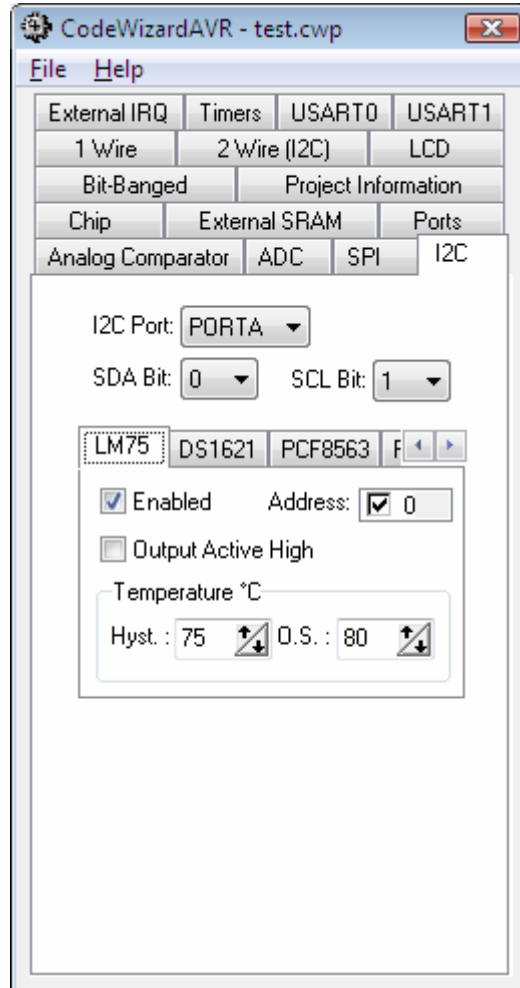 CodeWizardAVR - test.cwp
File Help
External IRQ Timers USART0 USART1
1 Wire 2 Wire (I2C) LCD
Bit-Banged Project Information
Chip External SRAM Ports
Analog Comparator ADC SPI I2C
I2C Port: PORTA
SDA Bit: 0 SCL Bit: 1
LM75 DS1621 PCF8563
Enabled Address: 0
Output Active High
Temperature °C
Hyst. : 75 O.S. : 80